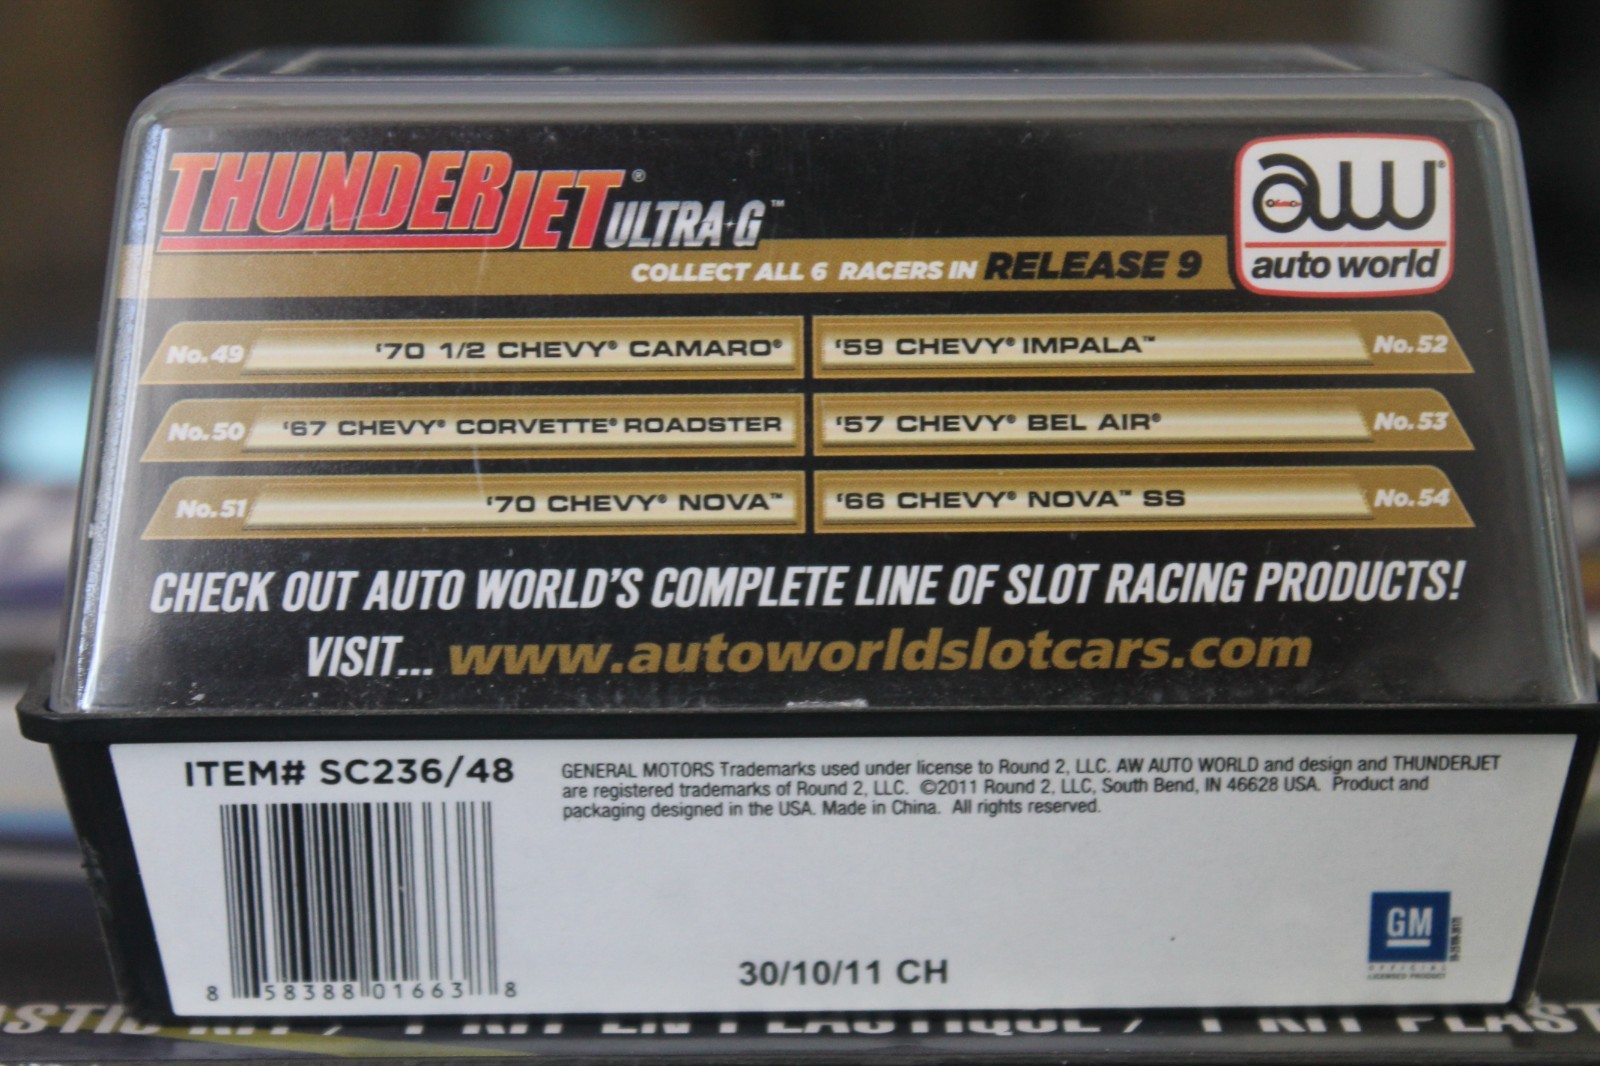 THUNDERJET® ULTRA-G™
aw®
auto world
COLLECT ALL 6 RACERS IN RELEASE 9
No.49 '70 1/2 CHEVY® CAMARO®
'59 CHEVY® IMPALA™ No.52
No.50 '67 CHEVY® CORVETTE® ROADSTER
'57 CHEVY® BEL AIR® No.53
No.51 '70 CHEVY® NOVA™
'66 CHEVY® NOVA™ SS No.54
CHECK OUT AUTO WORLD'S COMPLETE LINE OF SLOT RACING PRODUCTS!
VISIT... www.autoworldslotcars.com
ITEM# SC236/48
GENERAL MOTORS Trademarks used under license to Round 2, LLC. AW AUTO WORLD and design and THUNDERJET
are registered trademarks of Round 2, LLC. ©2011 Round 2, LLC, South Bend, IN 46628 USA. Product and
packaging designed in the USA. Made in China. All rights reserved.
8 58388 01663 8
30/10/11 CH
GM
OFFICIAL
LICENSED PRODUCT